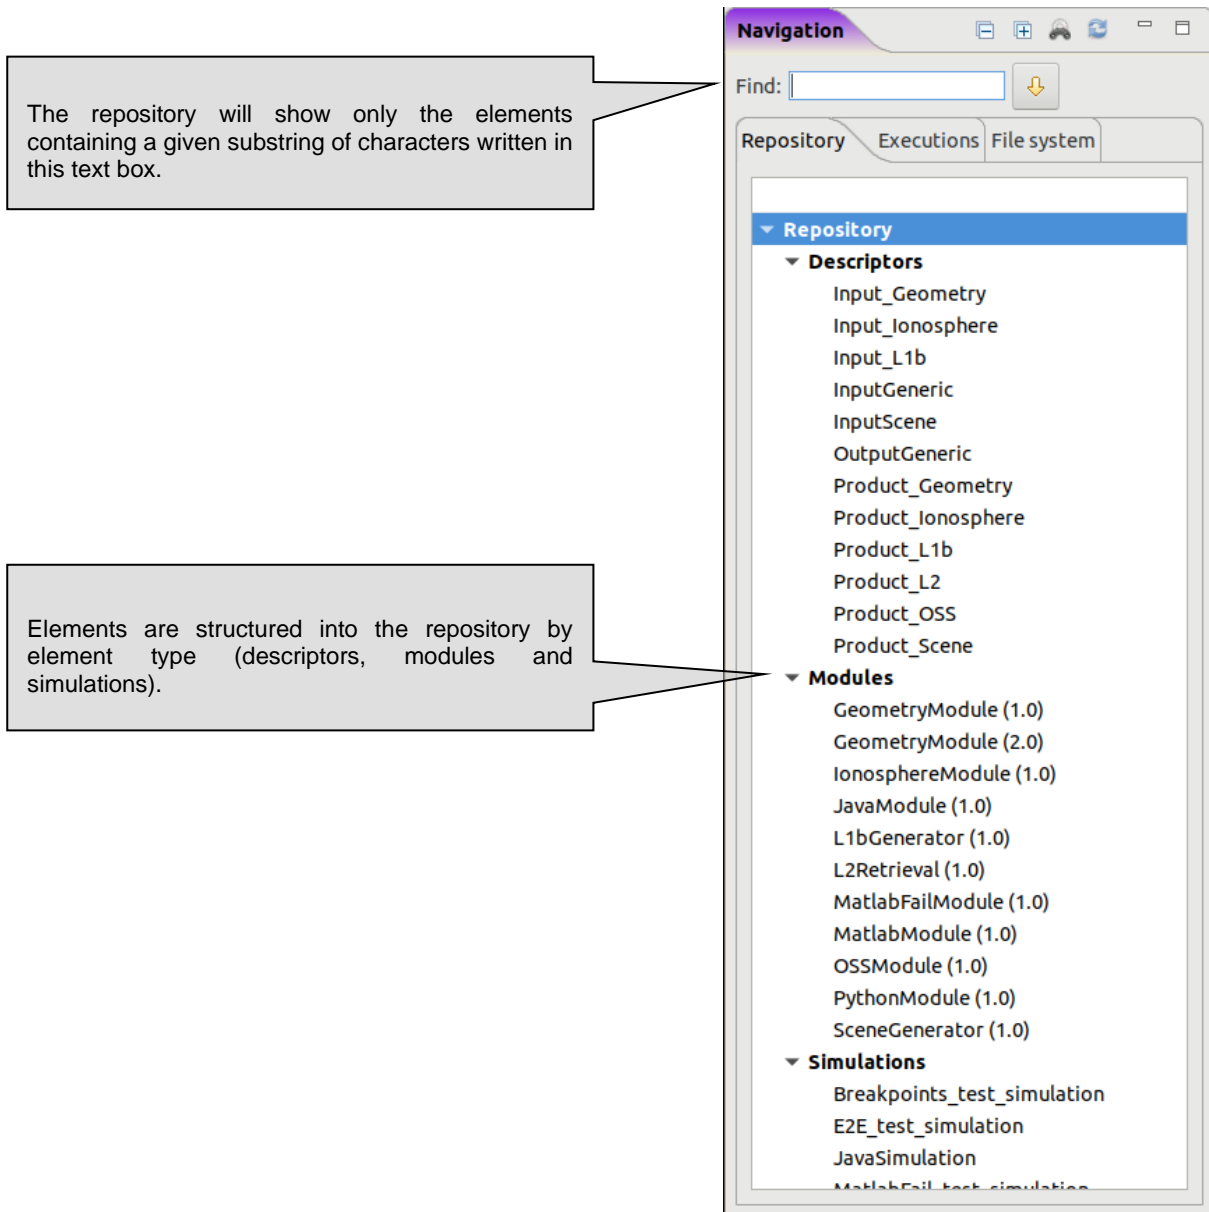 The repository will show only the elements
containing a given substring of characters written in
this text box.
Elements are structured into the repository by
element type (descriptors, modules and
simulations).
Navigation
Find:
Repository Executions File system
Repository
Descriptors
Input_Geometry
Input_Ionosphere
Input_L1b
InputGeneric
InputScene
OutputGeneric
Product_Geometry
Product_Ionosphere
Product_L1b
Product_L2
Product_OSS
Product_Scene
Modules
GeometryModule (1.0)
GeometryModule (2.0)
IonosphereModule (1.0)
JavaModule (1.0)
L1bGenerator (1.0)
L2Retrieval (1.0)
MatlabFailModule (1.0)
MatlabModule (1.0)
OSSModule (1.0)
PythonModule (1.0)
SceneGenerator (1.0)
Simulations
Breakpoints_test_simulation
E2E_test_simulation
JavaSimulation
MatlabFail_test_simulation